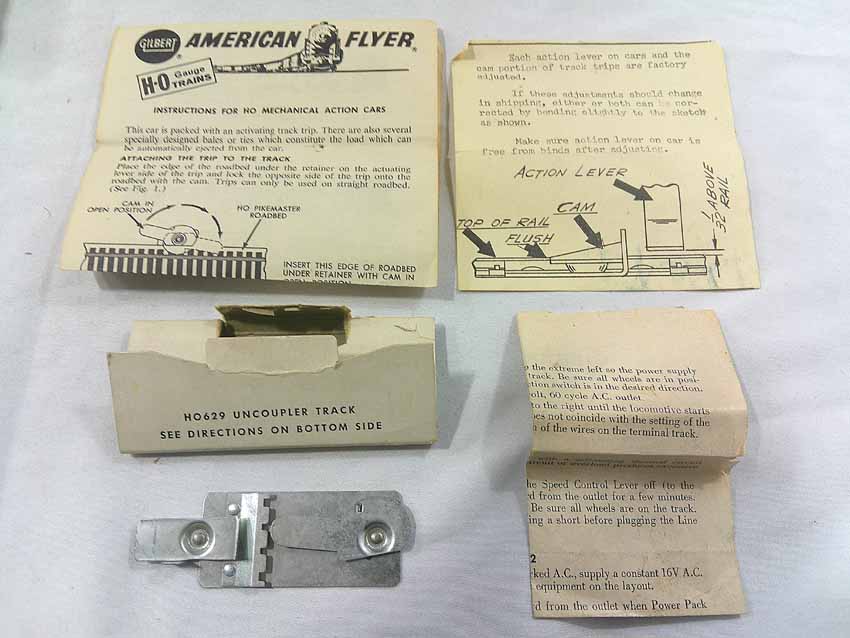 GILBERT AMERICAN FLYER®
H-O Gauge TRAINS
INSTRUCTIONS FOR HO MECHANICAL ACTION CARS
This car is packed with an activating track trip. There are also several
specially designed bales or ties which constitute the load which can
be automatically ejected from the car.
ATTACHING THE TRIP TO THE TRACK
Place the edge of the roadbed under the retainer on the actuating
lever side of the trip and lock the opposite side of the trip onto the
roadbed with the cam. Trips can only be used on straight roadbed.
(See Fig. 1.)
CAM IN
OPEN POSITION
HO PIKEMASTER
ROADBED
INSERT THIS EDGE OF ROADBED
UNDER RETAINER WITH CAM IN
OPEN POSITION
Each action lever on cars and the
cam portion of track trips are factory
adjusted.
If these adjustments should change
in shipping, either or both can be cor-
rected by bending slightly to the sketch
as shown.
Make sure action lever on car is
free from binds after adjusting.
ACTION LEVER
1/32 ABOVE RAIL
CAM
TOP OF RAIL
FLUSH
HO629 UNCOUPLER TRACK
SEE DIRECTIONS ON BOTTOM SIDE
the extreme left so the power supply
track. Be sure all wheels are in posi-
ction switch is in the desired direction.
olt, 60 cycle A.C. outlet.
to the right until the locomotive starts
oes not coincide with the setting of the
of the wires on the terminal track.
he Speed Control Lever off (to the
d from the outlet for a few minutes.
Be sure all wheels are on the track.
ing a short before plugging the Line
2
ked A.C., supply a constant 16V A.C.
equipment on the layout.
d from the outlet when Power Pack